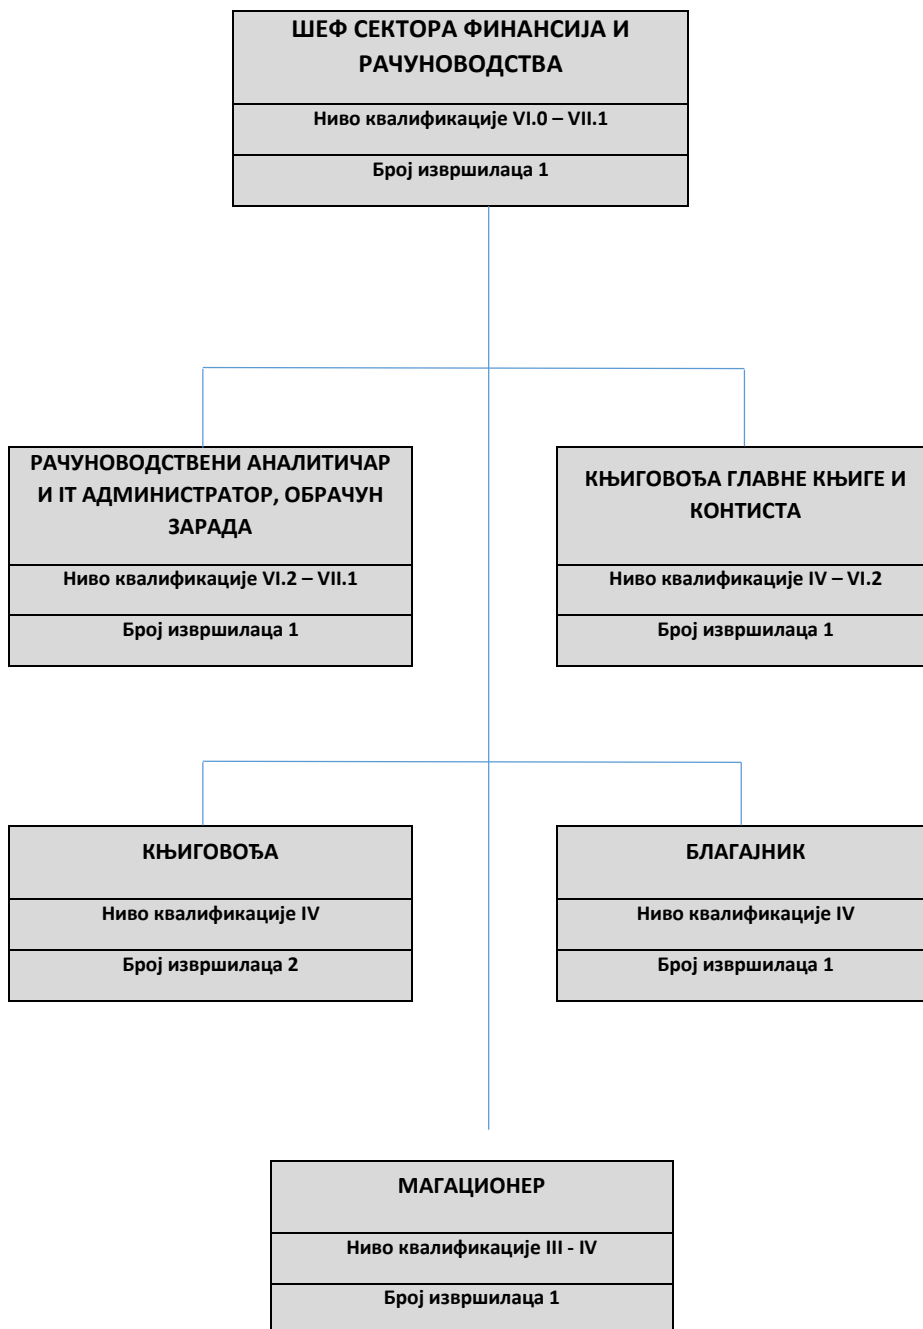 ШЕФ СЕКТОРА ФИНАНСИЈА И
РАЧУНОВОДСТВА
Ниво квалификације VI.0 – VII.1
Број извршилаца 1
РАЧУНОВОДСТВЕНИ АНАЛИТИЧАР
И IT АДМИНИСТРАТОР, ОБРАЧУН
ЗАРАДА
Ниво квалификације VI.2 – VII.1
Број извршилаца 1
КЊИГОВОЂА ГЛАВНЕ КЊИГЕ И
КОНТИСТА
Ниво квалификације IV – VI.2
Број извршилаца 1
КЊИГОВОЂА
Ниво квалификације IV
Број извршилаца 2
БЛАГАЈНИК
Ниво квалификације IV
Број извршилаца 1
МАГАЦИОНЕР
Ниво квалификације III - IV
Број извршилаца 1